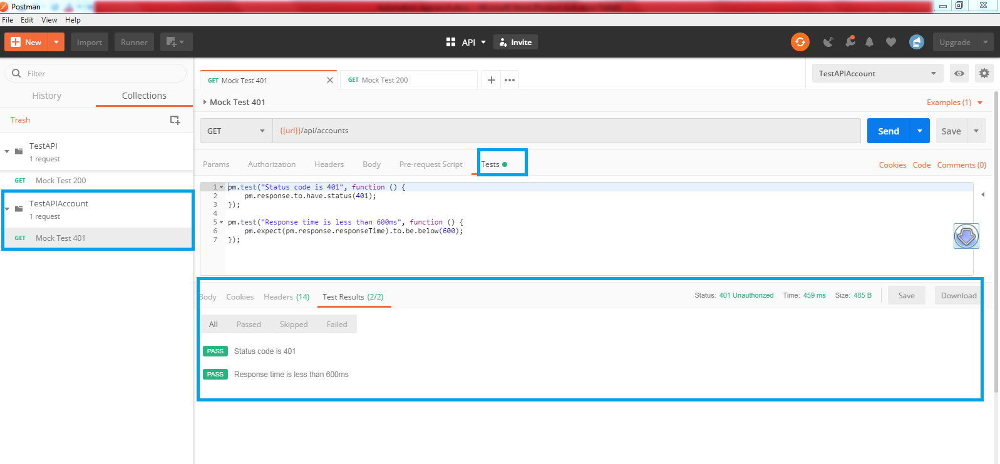 Postman
File Edit View Help
New Import Runner API Invite Upgrade
Filter
History Collections
Trash
TestAPI
1 request
GET Mock Test 200
TestAPIAccount
1 request
GET Mock Test 401
GET Mock Test 401 GET Mock Test 200
TestAPIAccount
Mock Test 401
Examples (1)
GET {{url}}/api/accounts Send Save
Params Authorization Headers Body Pre-request Script Tests Cookies Code Comments (0)
1 pm.test("Status code is 401", function () {
2 pm.response.to.have.status(401);
3 });
4
5 pm.test("Response time is less than 600ms", function () {
6 pm.expect(pm.response.responseTime).to.be.below(600);
7 });
Body Cookies Headers (14) Test Results (2/2) Status: 401 Unauthorized Time: 459 ms Size: 485 B Save Download
All Passed Skipped Failed
PASS Status code is 401
PASS Response time is less than 600ms